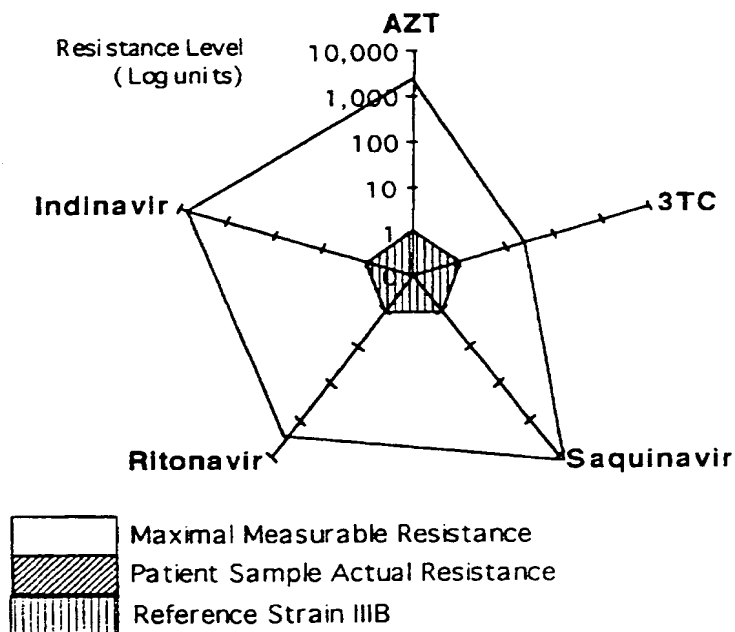 AZT
Resistance Level
(Log units)
10,000
1,000
100
10
1
0
Indinavir
3TC
Ritonavir
Saquinavir
Maximal Measurable Resistance
Patient Sample Actual Resistance
Reference Strain IIIB